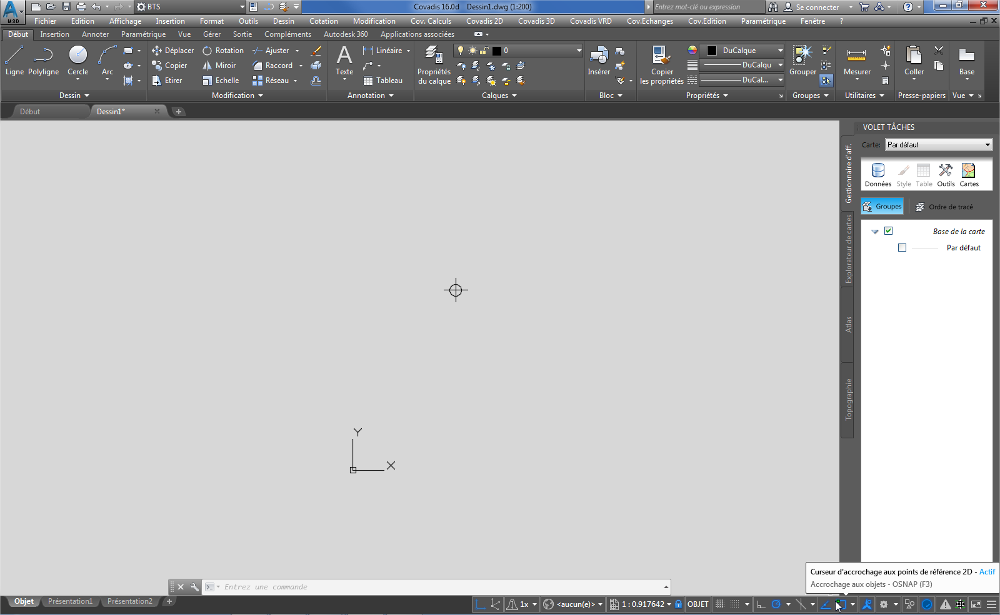 BTS
Covadis 16.0d Dessin1.dwg (1:200)
Entrez mot-clé ou expression
Se connecter
M3D
Fichier Edition Affichage Insertion Format Outils Dessin Cotation Modification Cov. Calculs Covadis 2D Covadis 3D Covadis VRD Cov.Echanges Cov.Edition Paramétrique Fenêtre ?
Début Insertion Annoter Paramétrique Vue Gérer Sortie Compléments Autodesk 360 Applications associées
Ligne Polyligne Cercle Arc
Déplacer Rotation Ajuster
Copier Miroir Raccord
Etirer Echelle Réseau
A
Texte
Linéaire
Tableau
Propriétés
du calque
0
Insérer
Copier
les propriétés
DuCalque
DuCalqu
DuCal...
Grouper
Mesurer
Coller
Base
Dessin Modification Annotation Calques Bloc Propriétés Groupes Utilitaires Presse-papiers Vue
Début Dessin1*
VOLET TÂCHES
Carte: Par défaut
Données Style Table Outils Cartes
Groupes Ordre de tracé
Base de la carte
Par défaut
Gestionnaire d'aff.
Explorateur de cartes
Atlas
Topographie
Y
X
Curseur d'accrochage aux points de référence 2D - Actif
Accrochage aux objets - OSNAP (F3)
Entrez une commande
Objet Présentation1 Présentation2 +
1x <aucun(e)> 1 : 0.917642 OBJET